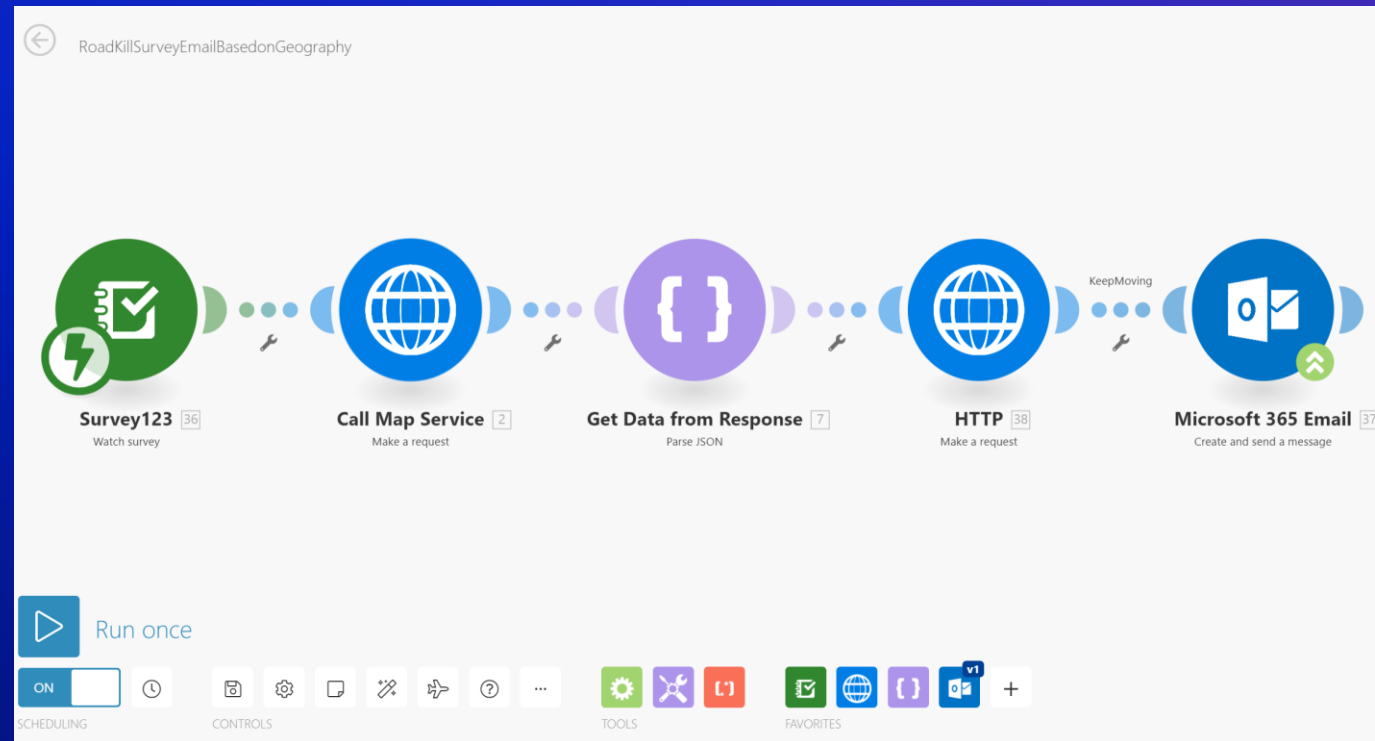 RoadKillSurveyEmailBasedonGeography
KeepMoving
Survey123 36
Watch survey
Call Map Service 2
Make a request
Get Data from Response 7
Parse JSON
HTTP 38
Make a request
Microsoft 365 Email 37
Create and send a message
Run once
ON
v1
SCHEDULING
CONTROLS
TOOLS
FAVORITES